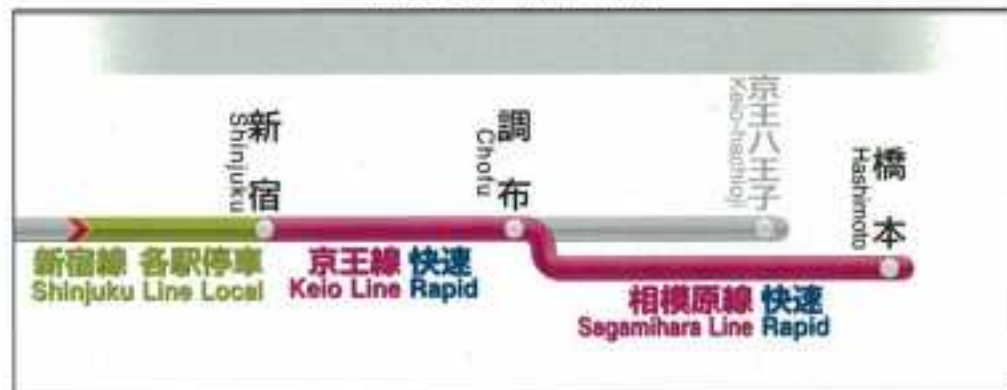 新宿
Shinjuku
調布
Chofu
京王八王子
Keio-hachioji
橋本
Hashimoto
新宿線 各駅停車
Shinjuku Line Local
京王線 快速
Keio Line Rapid
相模原線 快速
Sagamihara Line Rapid